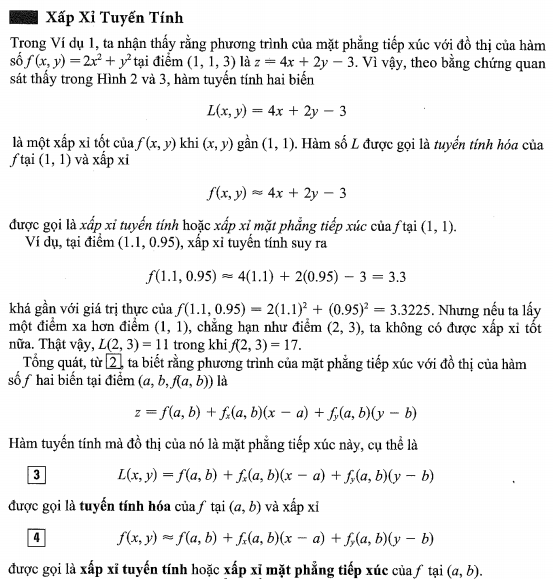 Xấp Xỉ Tuyến Tính
Trong Ví dụ 1, ta nhận thấy rằng phương trình của mặt phẳng tiếp xúc với đồ thị của hàm
số f (x, y) = 2x² + y² tại điểm (1, 1, 3) là z = 4x + 2y − 3. Vì vậy, theo bằng chứng quan
sát thấy trong Hình 2 và 3, hàm tuyến tính hai biến
L(x, y) = 4x + 2y − 3
là một xấp xỉ tốt của f (x, y) khi (x, y) gần (1, 1). Hàm số L được gọi là tuyến tính hóa của
f tại (1, 1) và xấp xỉ
f(x, y) ≈ 4x + 2y − 3
được gọi là xấp xỉ tuyến tính hoặc xấp xỉ mặt phẳng tiếp xúc của f tại (1, 1).
Ví dụ, tại điểm (1.1, 0.95), xấp xỉ tuyến tính suy ra
f(1.1, 0.95) ≈ 4(1.1) + 2(0.95) − 3 = 3.3
khá gần với giá trị thực của f(1.1, 0.95) = 2(1.1)² + (0.95)² = 3.3225. Nhưng nếu ta lấy
một điểm xa hơn điểm (1, 1), chẳng hạn như điểm (2, 3), ta không có được xấp xỉ tốt
nữa. Thật vậy, L(2, 3) = 11 trong khi f(2, 3) = 17.
Tổng quát, từ 2, ta biết rằng phương trình của mặt phẳng tiếp xúc với đồ thị của hàm
số f hai biến tại điểm (a, b, f(a, b)) là
z = f(a, b) + fₓ(a, b)(x − a) + f_y(a, b)(y − b)
Hàm tuyến tính mà đồ thị của nó là mặt phẳng tiếp xúc này, cụ thể là
3 L(x, y) = f(a, b) + fₓ(a, b)(x − a) + f_y(a, b)(y − b)
được gọi là tuyến tính hóa của f tại (a, b) và xấp xỉ
4 f(x, y) ≈ f(a, b) + fₓ(a, b)(x − a) + f_y(a, b)(y − b)
được gọi là xấp xỉ tuyến tính hoặc xấp xỉ mặt phẳng tiếp xúc của f tại (a, b).